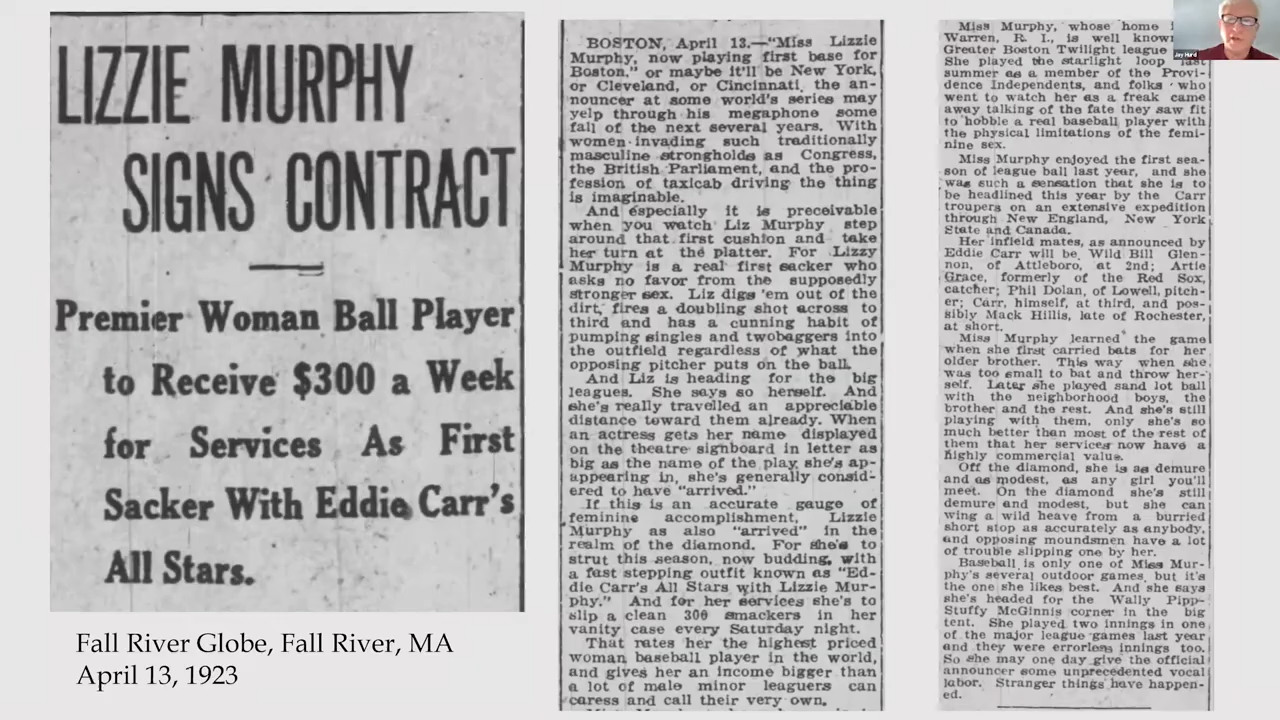 LIZZIE MURPHY
SIGNS CONTRACT
Premier Woman Ball Player
to Receive $300 a Week
for Services As First
Sacker With Eddie Carr's
All Stars.
Fall River Globe, Fall River, MA
April 13, 1923
BOSTON, April 13.—"Miss Lizzie
Murphy, now playing first base for
Boston," or maybe it'll be New York,
or Cleveland, or Cincinnati, the an-
nouncer at some world's series may
yelp through his megaphone some
fall of the next several years. With
women invading such traditionally
masculine strongholds as Congress,
the British Parliament, and the pro-
fession of taxicab driving the thing
is imaginable.
And especially it is preceivable
when you watch Liz Murphy step
around that first cushion and take
her turn at the platter. For Lizzy
Murphy is a real first sacker who
asks no favor from the supposedly
stronger sex. Liz digs 'em out of the
dirt, fires a doubling shot across to
third and has a cunning habit of
pumping singles and twobaggers into
the outfield regardless of what the
opposing pitcher puts on the ball.
And Liz is heading for the big
leagues. She says so herself. And
she's really travelled an appreciable
distance toward them already. When
an actress gets her name displayed
on the theatre signboard in letter as
big as the name of the play, she's ap-
appearing in, she's generally consid-
ered to have "arrived."
If this is an accurate gauge of
feminine accomplishment, Lizzie
Murphy as also "arrived" in the
realm of the diamond. For she's to
strut this season, now budding, with
a fast stepping outfit known as "Ed-
die Carr's All Stars with Lizzie Mur-
phy." And for her services she's to
slip a clean 300 smackers in her
vanity case every Saturday night.
That rates her the highest priced
woman baseball player in the world,
and gives her an income bigger than
a lot of male minor leaguers can
caress and call their very own.
Miss Murphy, whose home
Warren, R. I., is well known
Greater Boston Twilight league
She played the starlight loop last
summer as a member of the Provi-
dence Independents, and folks who
went to watch her as a freak came
away talking of the fate they saw fit
to hobble a real baseball player with
the physical limitations of the femi-
nine sex.
Miss Murphy enjoyed the first sea-
son of league ball last year, and she
was such a sensation that she is to
be headlined this year by the Carr
troupers on an extensive expedition
through New England, New York
State and Canada.
Her infield mates, as announced by
Eddie Carr will be, Wild Bill Glen-
non, of Attleboro, at 2nd; Artie
Grace, formerly of the Red Sox,
catcher; Phil Dolan, of Lowell, pitch-
er; Carr, himself, at third, and pos-
sibly Mack Hillis, late of Rochester,
at short.
Miss Murphy learned the game
when she first carried bats for her
older brother. This way when she
was too small to bat and throw her-
self. Later she played sand lot ball
with the neighborhood boys, the
brother and the rest. And she's still
playing with them, only she's so
much better than most of the rest of
them that her services now have a
highly commercial value.
Off the diamond, she is as demure
and as modest, as any girl you'll
meet. On the diamond she's still
demure and modest, but she can
wing a wild heave from a burried
short stop as accurately as anybody,
and opposing moundsmen have a lot
of trouble slipping one by her.
Baseball is only one of Miss Mur-
phy's several outdoor games, but it's
the one she likes best. And she says
she's headed for the Wally Pipp-
Stuffy McGinnis corner in the big
tent. She played two innings in one
of the major league games last year
and they were errorless innings too.
So she may one day give the official
announcer some unprecedented vocal
labor. Stranger things have happen-
ed.
Jay Hurd